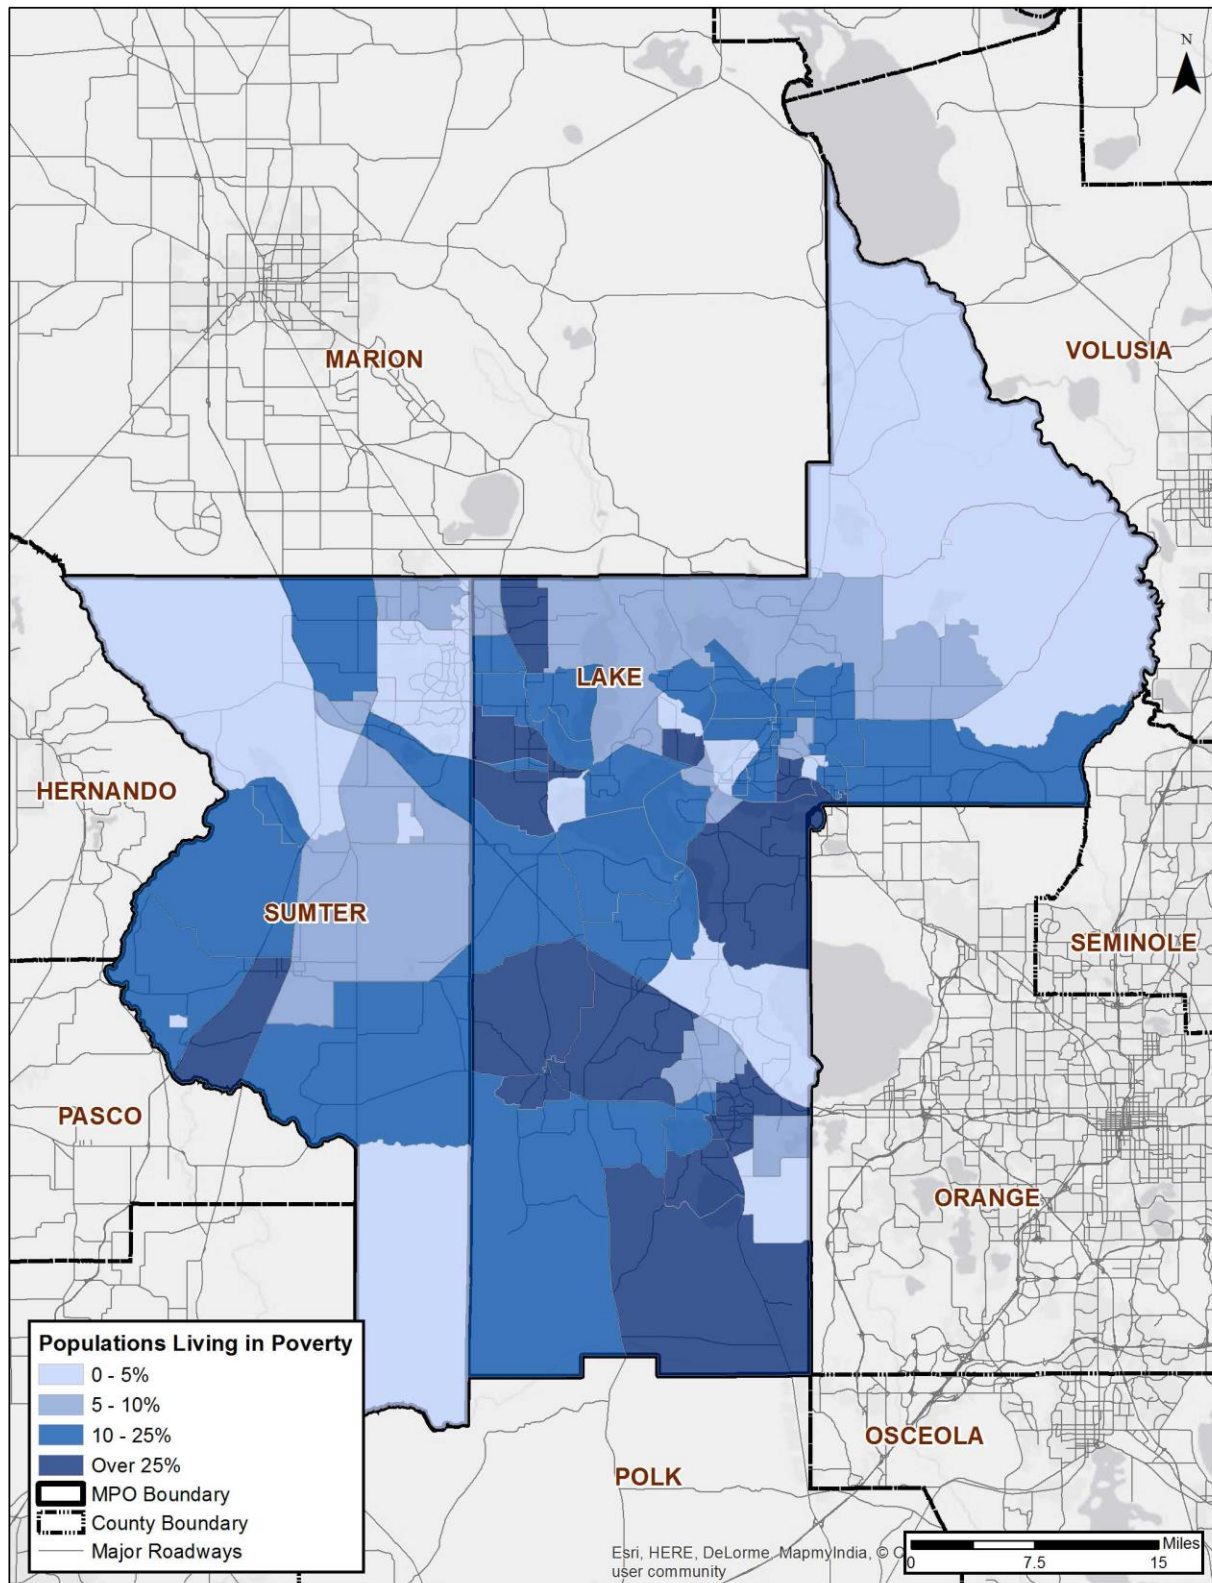 N
MARION
VOLUSIA
LAKE
HERNANDO
SUMTER
SEMINOLE
PASCO
ORANGE
Populations Living in Poverty
0 - 5%
5 - 10%
10 - 25%
Over 25%
MPO Boundary
County Boundary
Major Roadways
OSCEOLA
POLK
Esri, HERE, DeLorme, MapmyIndia, ©
user community
Miles
0 7.5 15